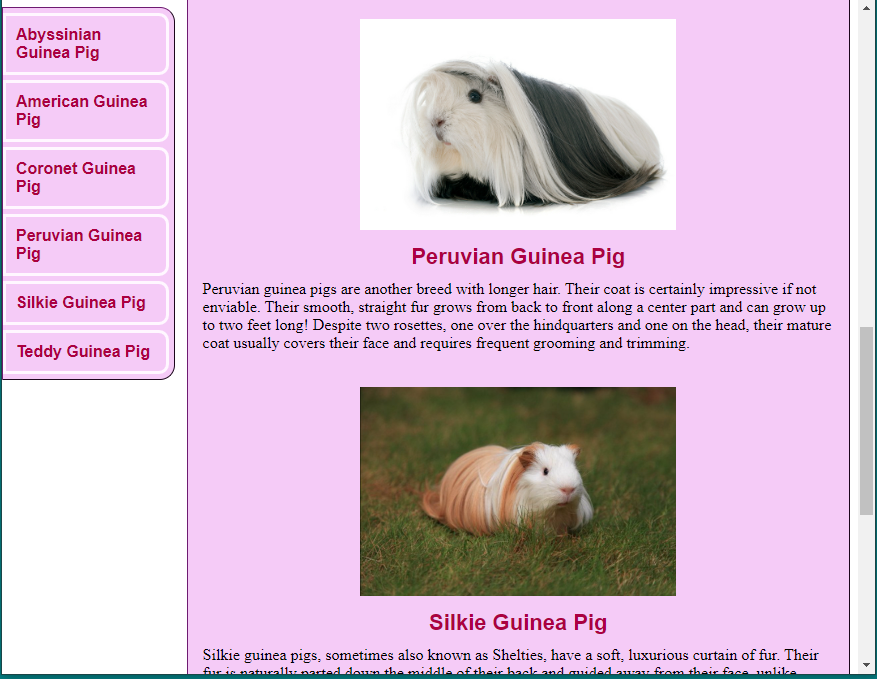 Abyssinian
Guinea Pig
American Guinea
Pig
Coronet Guinea
Pig
Peruvian Guinea
Pig
Silkie Guinea Pig
Teddy Guinea Pig
Peruvian Guinea Pig
Peruvian guinea pigs are another breed with longer hair. Their coat is certainly impressive if not
enviable. Their smooth, straight fur grows from back to front along a center part and can grow up
to two feet long! Despite two rosettes, one over the hindquarters and one on the head, their mature
coat usually covers their face and requires frequent grooming and trimming.
Silkie Guinea Pig
Silkie guinea pigs, sometimes also known as Shelties, have a soft, luxurious curtain of fur. Their
fur is naturally parted down the middle of their back and guided away from their face, unlike